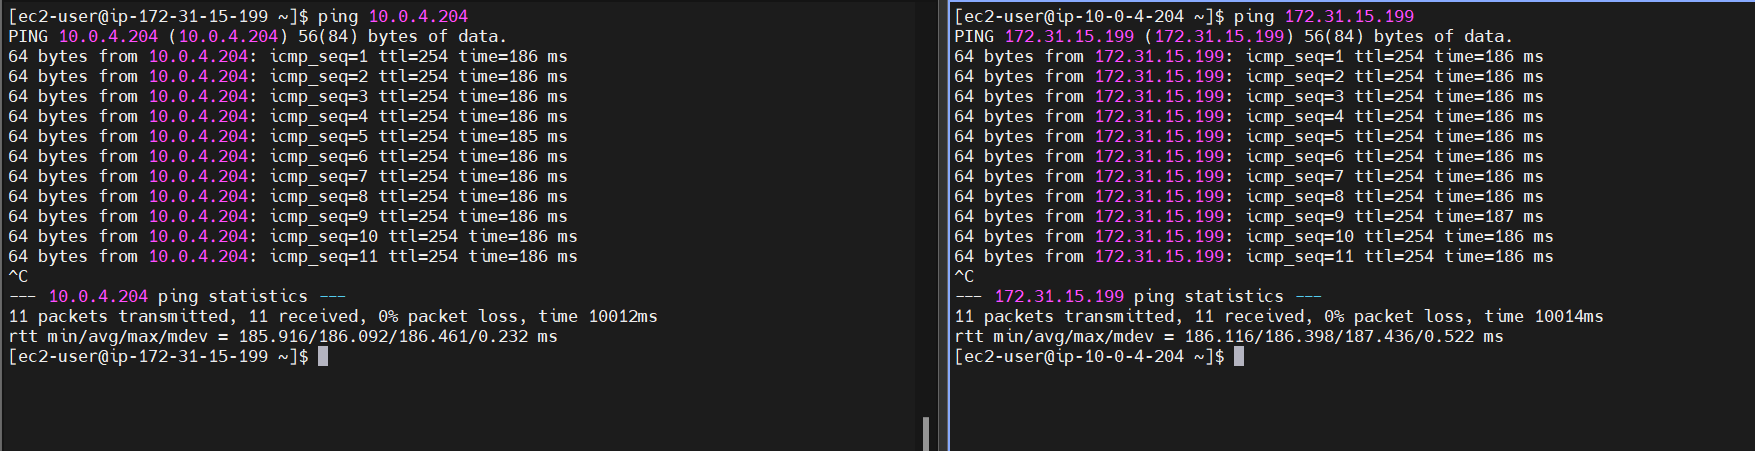 [ec2-user@ip-172-31-15-199 ~]$ ping 10.0.4.204
PING 10.0.4.204 (10.0.4.204) 56(84) bytes of data.
64 bytes from 10.0.4.204: icmp_seq=1 ttl=254 time=186 ms
64 bytes from 10.0.4.204: icmp_seq=2 ttl=254 time=186 ms
64 bytes from 10.0.4.204: icmp_seq=3 ttl=254 time=186 ms
64 bytes from 10.0.4.204: icmp_seq=4 ttl=254 time=186 ms
64 bytes from 10.0.4.204: icmp_seq=5 ttl=254 time=185 ms
64 bytes from 10.0.4.204: icmp_seq=6 ttl=254 time=186 ms
64 bytes from 10.0.4.204: icmp_seq=7 ttl=254 time=186 ms
64 bytes from 10.0.4.204: icmp_seq=8 ttl=254 time=186 ms
64 bytes from 10.0.4.204: icmp_seq=9 ttl=254 time=186 ms
64 bytes from 10.0.4.204: icmp_seq=10 ttl=254 time=186 ms
64 bytes from 10.0.4.204: icmp_seq=11 ttl=254 time=186 ms
^C
--- 10.0.4.204 ping statistics ---
11 packets transmitted, 11 received, 0% packet loss, time 10012ms
rtt min/avg/max/mdev = 185.916/186.092/186.461/0.232 ms
[ec2-user@ip-172-31-15-199 ~]$
[ec2-user@ip-10-0-4-204 ~]$ ping 172.31.15.199
PING 172.31.15.199 (172.31.15.199) 56(84) bytes of data.
64 bytes from 172.31.15.199: icmp_seq=1 ttl=254 time=186 ms
64 bytes from 172.31.15.199: icmp_seq=2 ttl=254 time=186 ms
64 bytes from 172.31.15.199: icmp_seq=3 ttl=254 time=186 ms
64 bytes from 172.31.15.199: icmp_seq=4 ttl=254 time=186 ms
64 bytes from 172.31.15.199: icmp_seq=5 ttl=254 time=186 ms
64 bytes from 172.31.15.199: icmp_seq=6 ttl=254 time=186 ms
64 bytes from 172.31.15.199: icmp_seq=7 ttl=254 time=186 ms
64 bytes from 172.31.15.199: icmp_seq=8 ttl=254 time=186 ms
64 bytes from 172.31.15.199: icmp_seq=9 ttl=254 time=187 ms
64 bytes from 172.31.15.199: icmp_seq=10 ttl=254 time=186 ms
64 bytes from 172.31.15.199: icmp_seq=11 ttl=254 time=186 ms
^C
--- 172.31.15.199 ping statistics ---
11 packets transmitted, 11 received, 0% packet loss, time 10014ms
rtt min/avg/max/mdev = 186.116/186.398/187.436/0.522 ms
[ec2-user@ip-10-0-4-204 ~]$